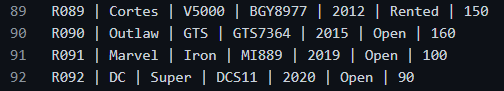 89 R089 | Cortes | V5000 | BGY8977 | 2012 | Rented | 150
90 R090 | Outlaw | GTS | GTS7364 | 2015 | Open | 160
91 R091 | Marvel | Iron | MI889 | 2019 | Open | 100
92 R092 | DC | Super | DCS11 | 2020 | Open | 90